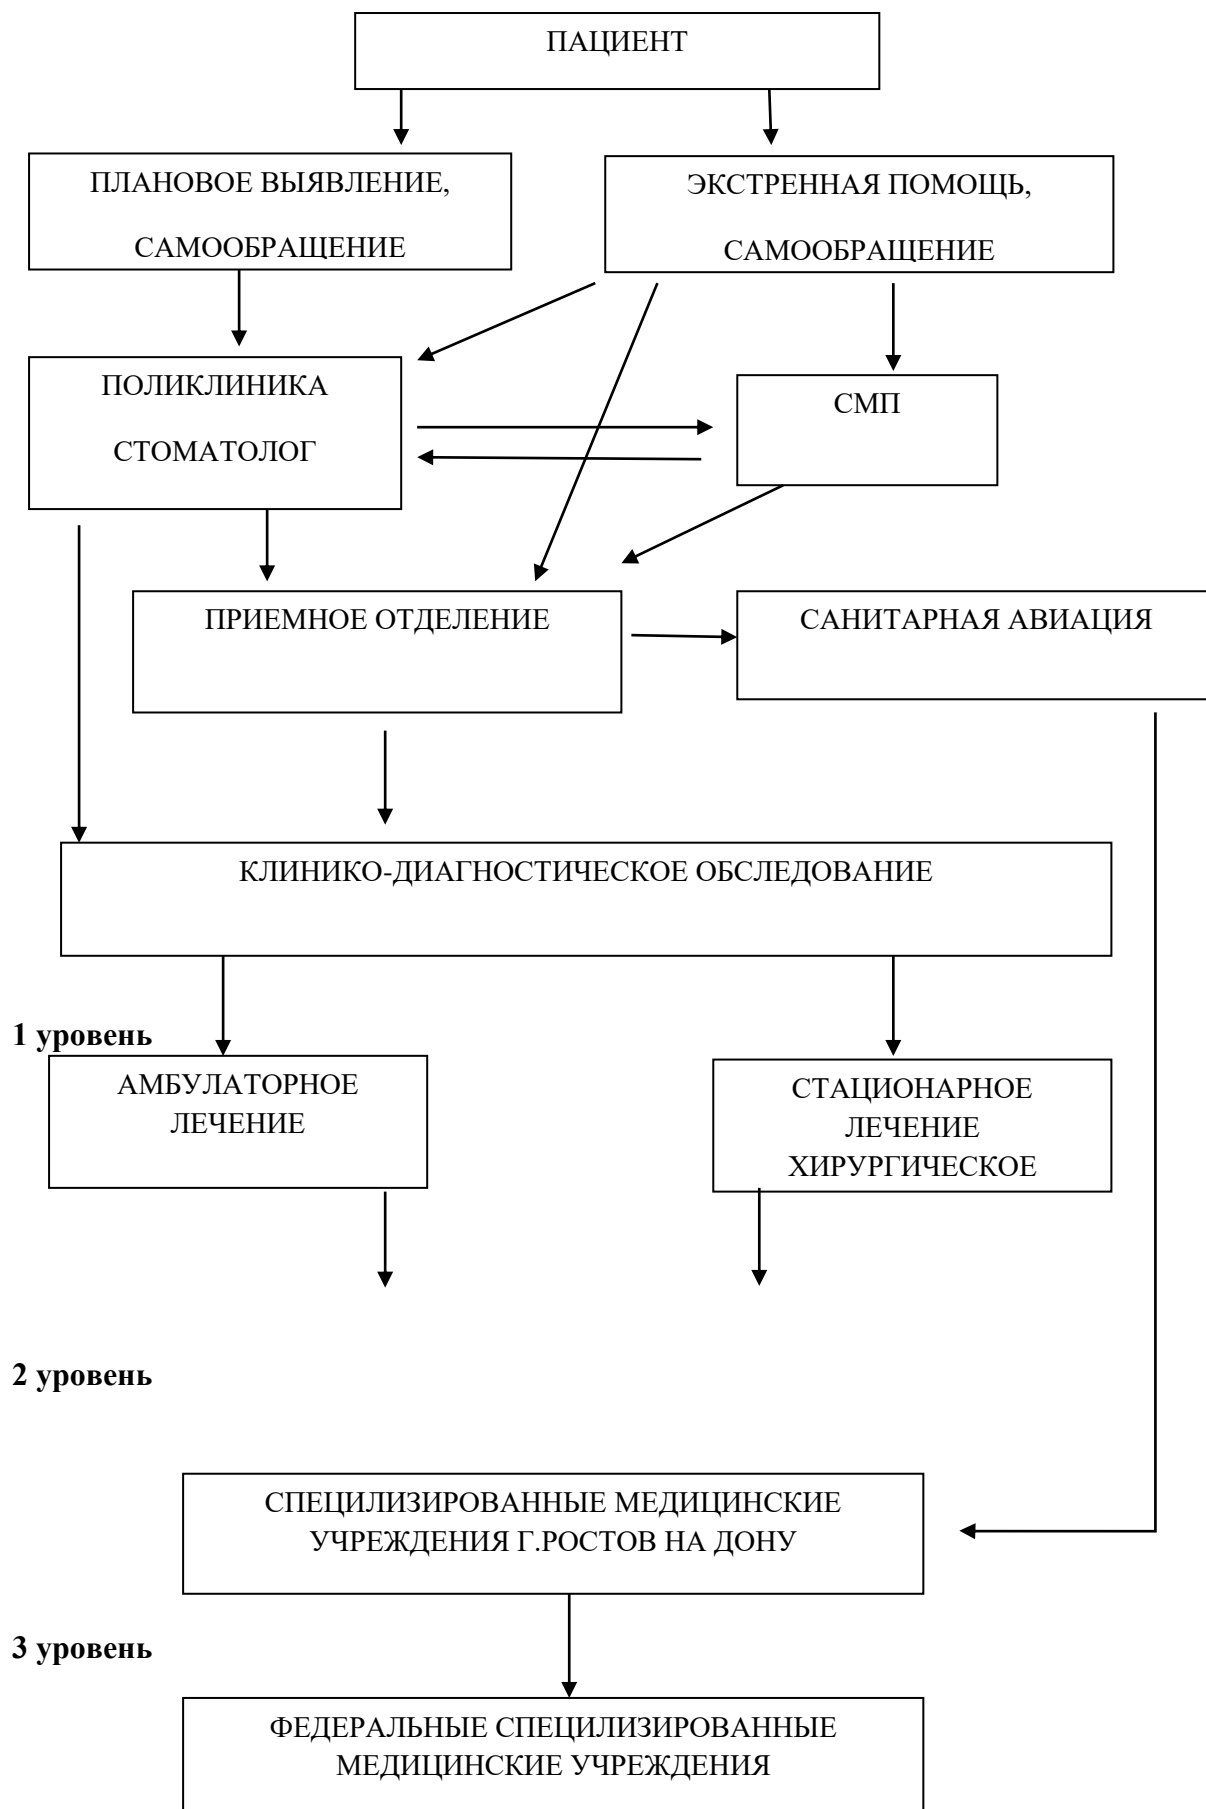 ПАЦИЕНТ
ПЛАНОВОЕ ВЫЯВЛЕНИЕ,
САМООБРАЩЕНИЕ
ЭКСТРЕННАЯ ПОМОЩЬ,
САМООБРАЩЕНИЕ
ПОЛИКЛИНИКА
СТОМАТОЛОГ
СМП
ПРИЕМНОЕ ОТДЕЛЕНИЕ
САНИТАРНАЯ АВИАЦИЯ
КЛИНИКО-ДИАГНОСТИЧЕСКОЕ ОБСЛЕДОВАНИЕ
1 уровень
АМБУЛАТОРНОЕ
ЛЕЧЕНИЕ
СТАЦИОНАРНОЕ
ЛЕЧЕНИЕ
ХИРУРГИЧЕСКОЕ
2 уровень
СПЕЦИЛИЗИРОВАННЫЕ МЕДИЦИНСКИЕ
УЧРЕЖДЕНИЯ Г.РОСТОВ НА ДОНУ
3 уровень
ФЕДЕРАЛЬНЫЕ СПЕЦИЛИЗИРОВАННЫЕ
МЕДИЦИНСКИЕ УЧРЕЖДЕНИЯ